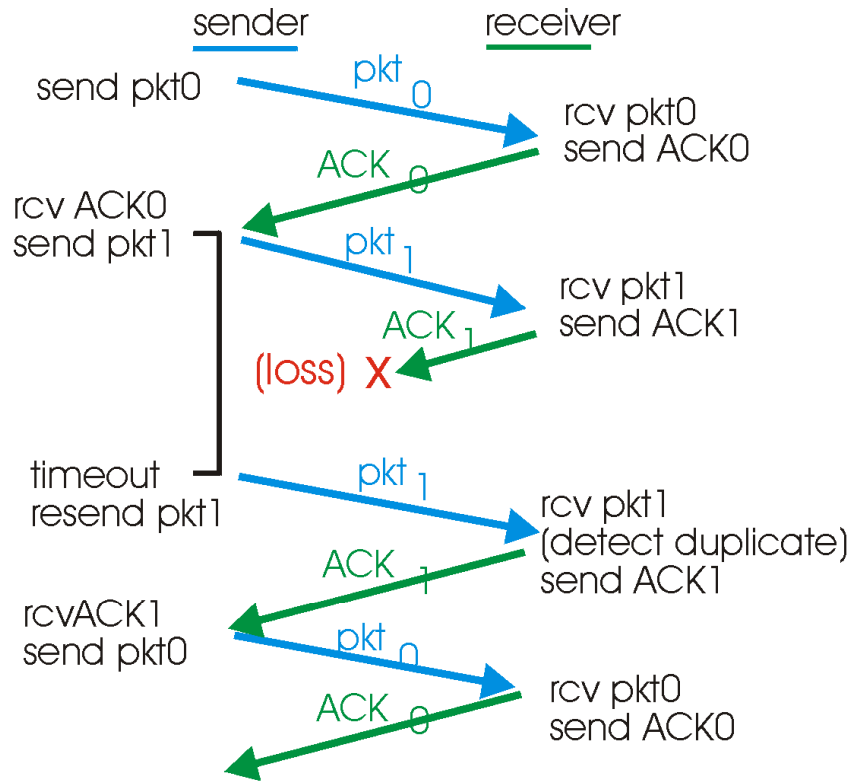 sender
receiver
send pkt0
pkt 0
rcv pkt0
send ACK0
ACK 0
rcv ACK0
send pkt1
pkt 1
rcv pkt1
send ACK1
ACK 1
(loss) X
timeout
resend pkt1
pkt 1
rcv pkt1
(detect duplicate)
send ACK1
ACK 1
rcvACK1
send pkt0
pkt 0
rcv pkt0
send ACK0
ACK 0